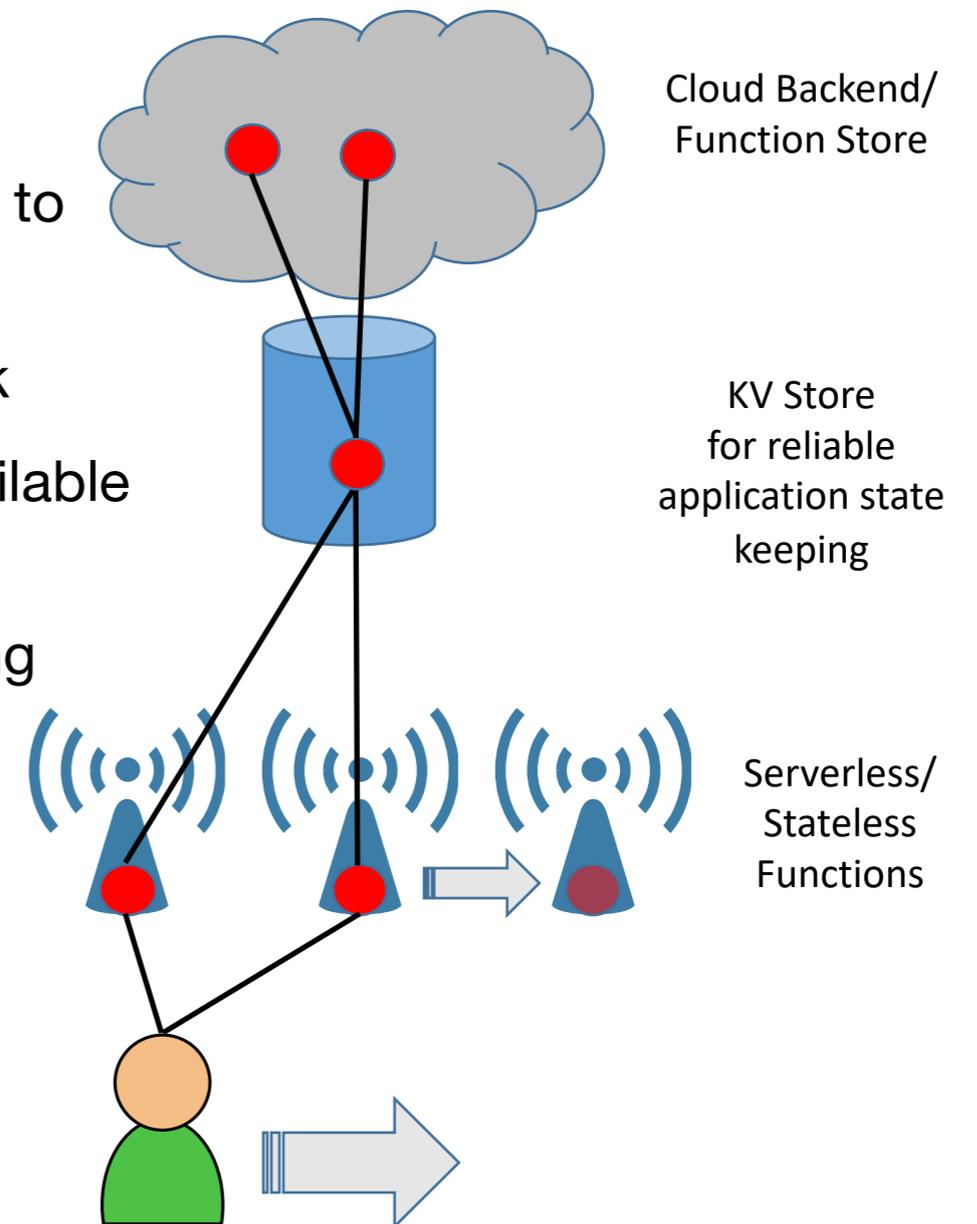 Cloud Backend/
Function Store
to
k
ilable
KV Store
for reliable
application state
keeping
g
Serverless/
Stateless
Functions